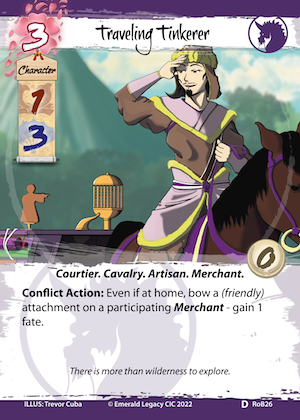 3
Traveling Tinkerer
Character
1
3
0
Courtier. Cavalry. Artisan. Merchant.
Conflict Action: Even if at home, bow a (friendly)
attachment on a participating Merchant - gain 1
fate.
There is more than wilderness to explore.
ILLUS: Trevor Cuba © Emerald Legacy CIC 2022 D RoB26